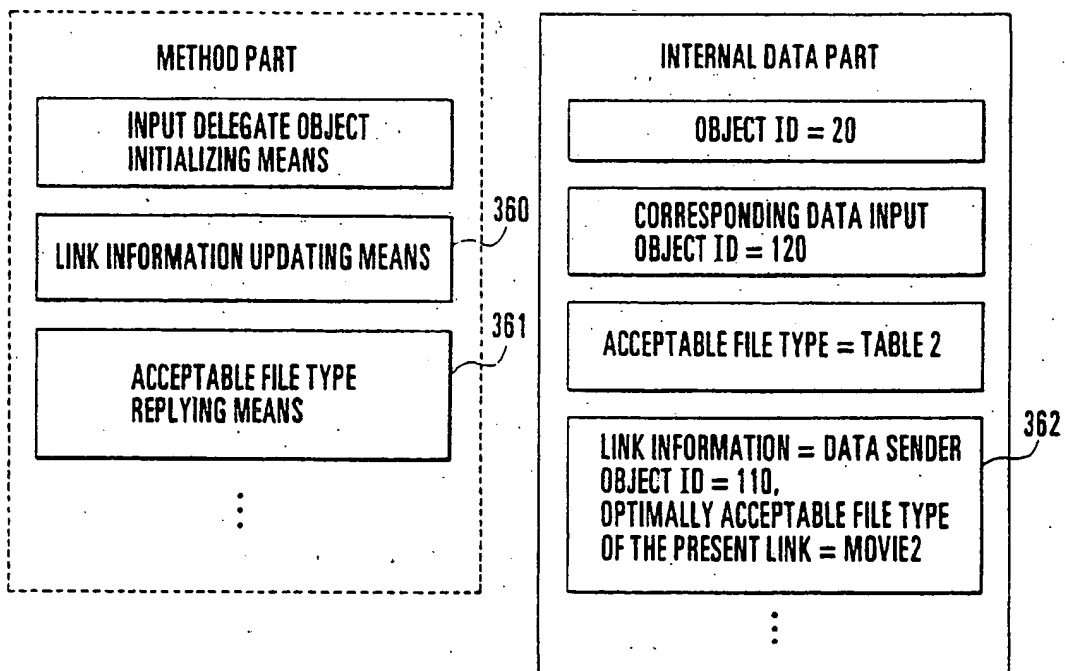 METHOD PART
INPUT DELEGATE OBJECT
INITIALIZING MEANS
360
LINK INFORMATION UPDATING MEANS
361
ACCEPTABLE FILE TYPE
REPLYING MEANS
INTERNAL DATA PART
OBJECT ID = 20
CORRESPONDING DATA INPUT
OBJECT ID = 120
ACCEPTABLE FILE TYPE = TABLE 2
362
LINK INFORMATION = DATA SENDER
OBJECT ID = 110,
OPTIMALLY ACCEPTABLE FILE TYPE
OF THE PRESENT LINK = MOVIE2